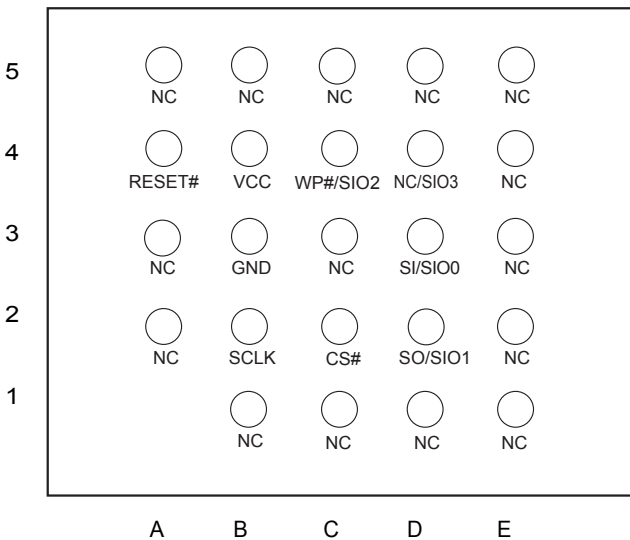 5
NC NC NC NC NC
4
RESET# VCC WP#/SIO2 NC/SIO3 NC
3
NC GND NC SI/SIO0 NC
2
NC SCLK CS# SO/SIO1 NC
1
NC NC NC NC
A B C D E